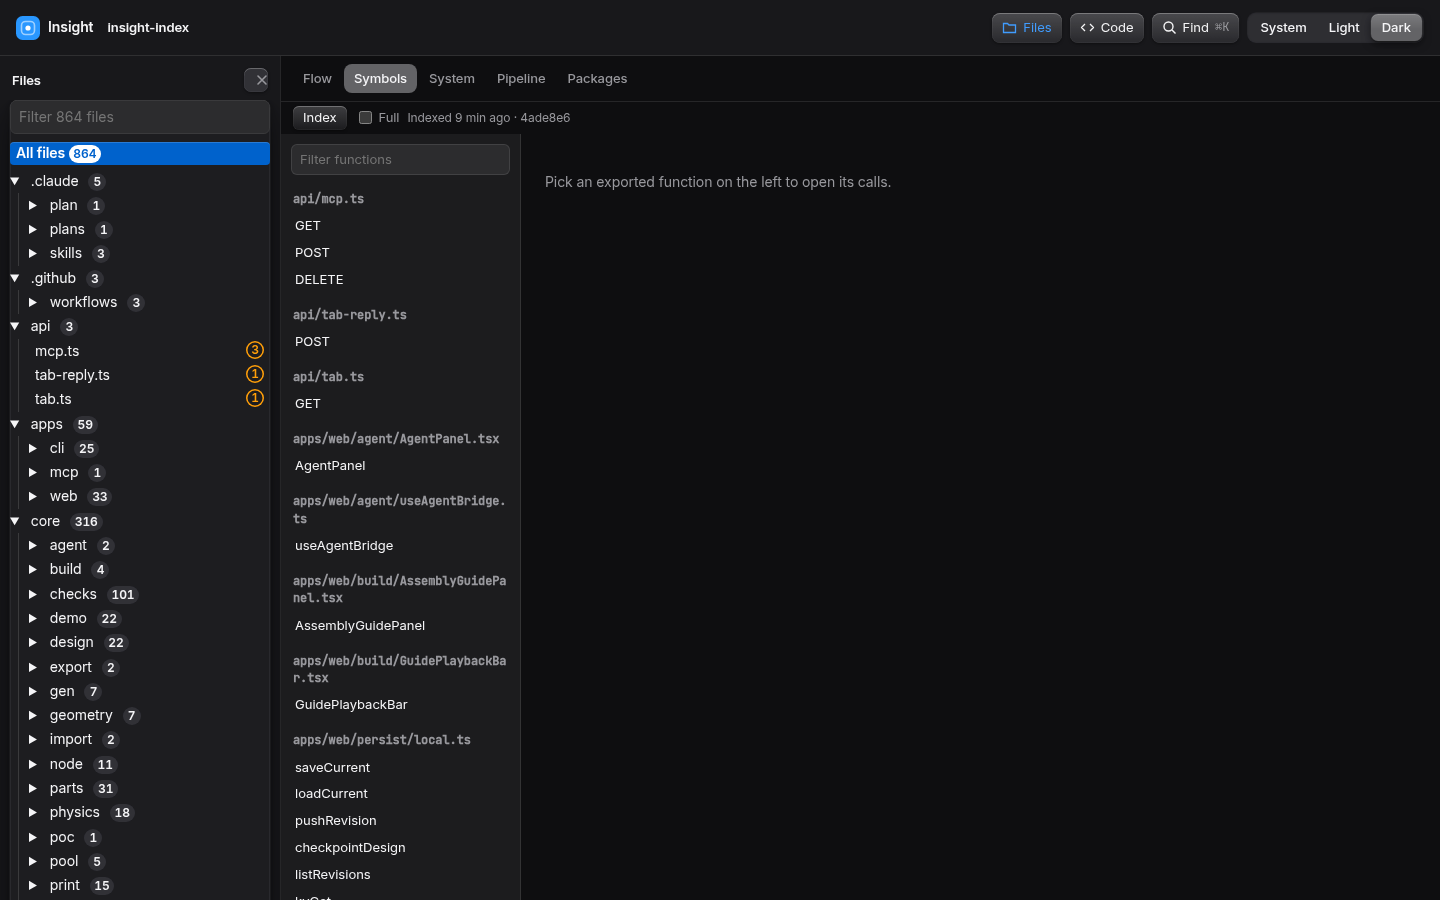 Insight insight-index
Files
Code
Find ⌘K
System Light Dark
Files
Filter 864 files
All files 864
.claude 5
plan 1
plans 1
skills 3
.github 3
workflows 3
api 3
mcp.ts 3
tab-reply.ts 1
tab.ts 1
apps 59
cli 25
mcp 1
web 33
core 316
agent 2
build 4
checks 101
demo 22
design 22
export 2
gen 7
geometry 7
import 2
node 11
parts 31
physics 18
poc 1
pool 5
print 15
Flow Symbols System Pipeline Packages
Index Full Indexed 9 min ago · 4ade8e6
Filter functions
api/mcp.ts
GET
POST
DELETE
api/tab-reply.ts
POST
api/tab.ts
GET
apps/web/agent/AgentPanel.tsx
AgentPanel
apps/web/agent/useAgentBridge.
ts
useAgentBridge
apps/web/build/AssemblyGuidePa
nel.tsx
AssemblyGuidePanel
apps/web/build/GuidePlaybackBa
r.tsx
GuidePlaybackBar
apps/web/persist/local.ts
saveCurrent
loadCurrent
pushRevision
checkpointDesign
listRevisions
Pick an exported function on the left to open its calls.